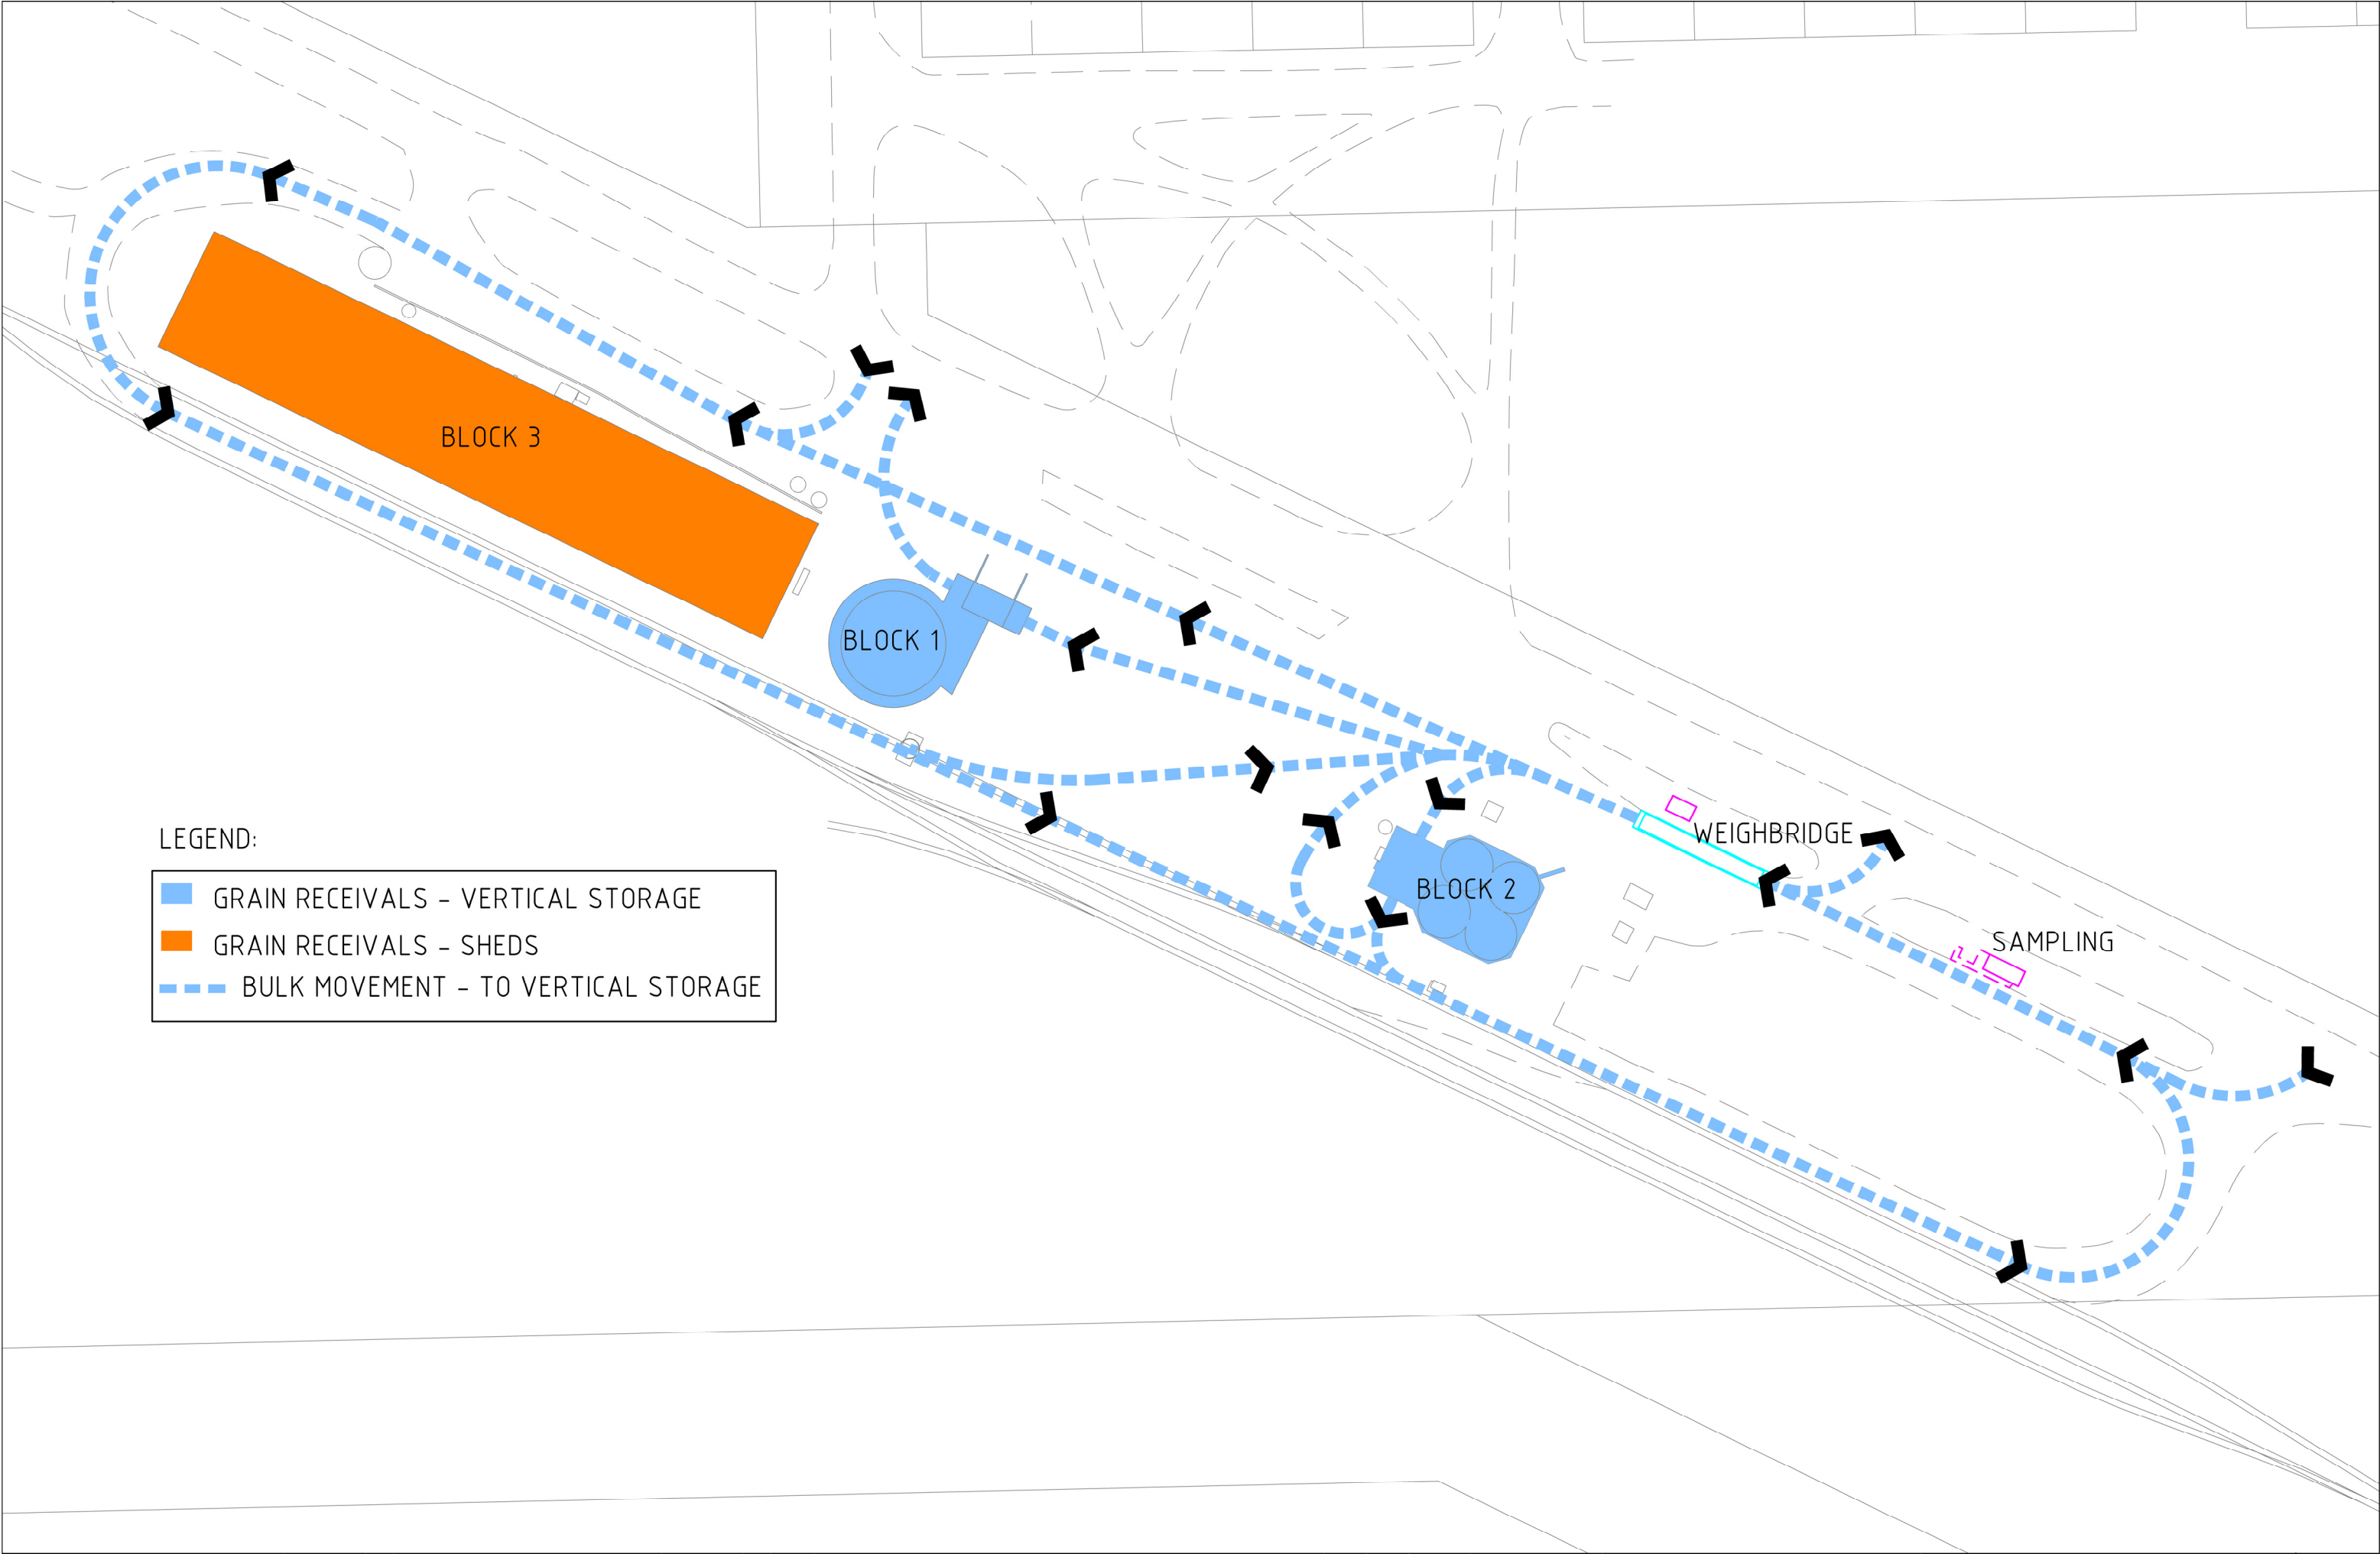 BLOCK 3
BLOCK 1
WEIGHBRIDGE
BLOCK 2
SAMPLING
LEGEND:
GRAIN RECEIVALS - VERTICAL STORAGE
GRAIN RECEIVALS - SHEDS
BULK MOVEMENT - TO VERTICAL STORAGE